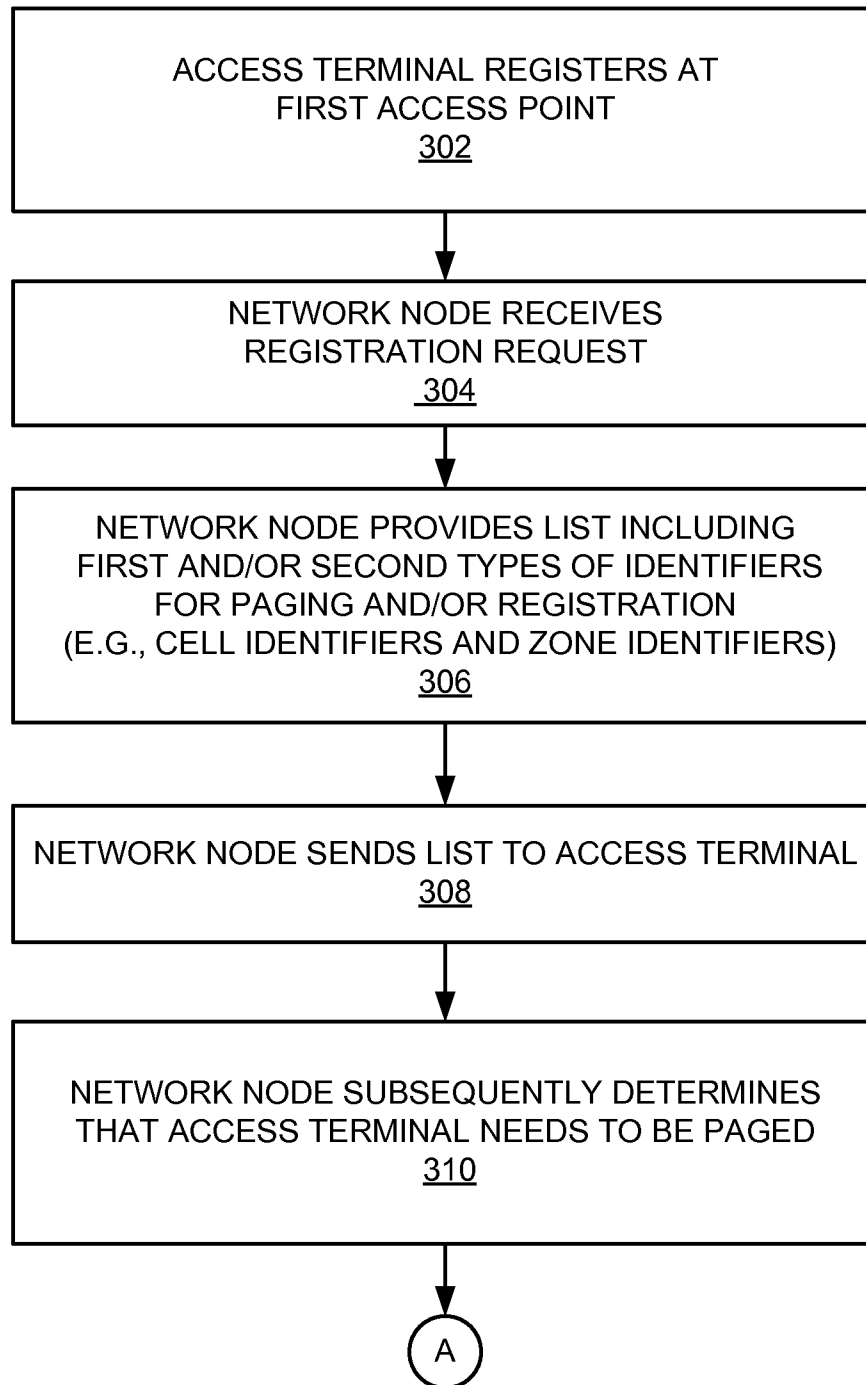 ACCESS TERMINAL REGISTERS AT
FIRST ACCESS POINT
302
NETWORK NODE RECEIVES
REGISTRATION REQUEST
304
NETWORK NODE PROVIDES LIST INCLUDING
FIRST AND/OR SECOND TYPES OF IDENTIFIERS
FOR PAGING AND/OR REGISTRATION
(E.G., CELL IDENTIFIERS AND ZONE IDENTIFIERS)
306
NETWORK NODE SENDS LIST TO ACCESS TERMINAL
308
NETWORK NODE SUBSEQUENTLY DETERMINES
THAT ACCESS TERMINAL NEEDS TO BE PAGED
310
A